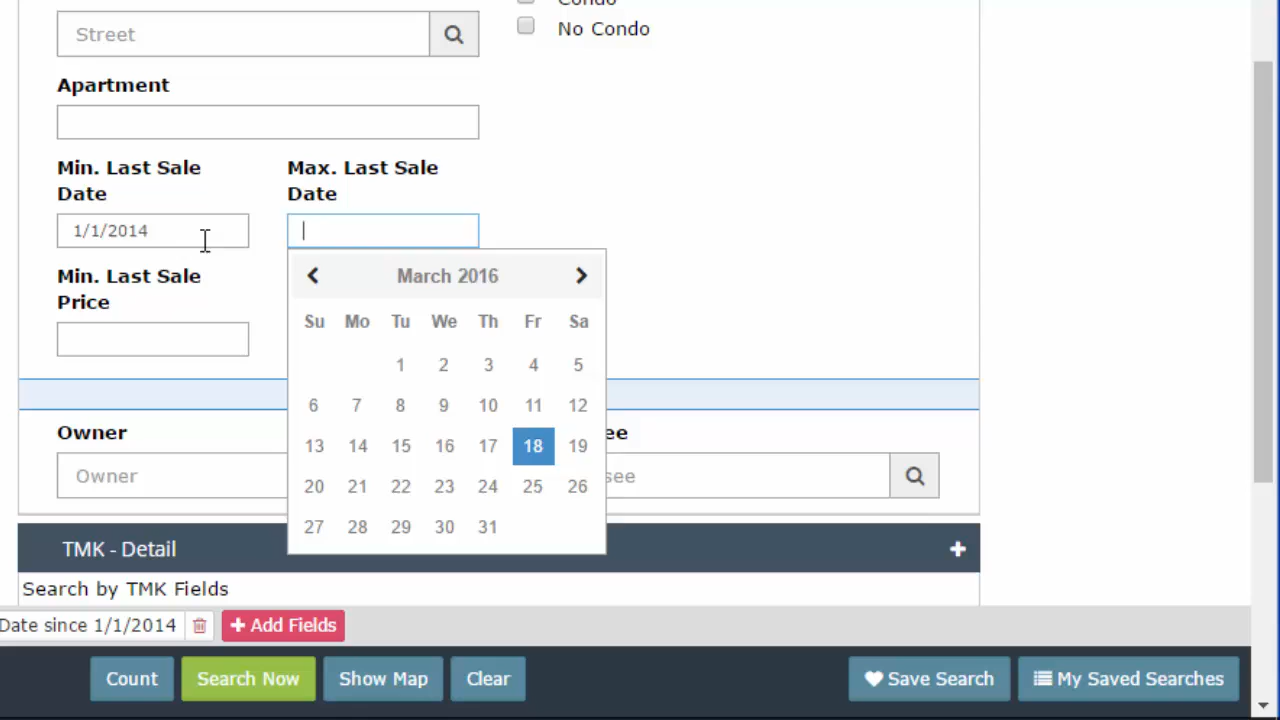 Condo
Street
No Condo
Apartment
Min. Last Sale
Date
Max. Last Sale
Date
1/1/2014
Min. Last Sale
Price
March 2016
Su Mo Tu We Th Fr Sa
1 2 3 4 5
6 7 8 9 10 11 12
13 14 15 16 17 18 19
20 21 22 23 24 25 26
27 28 29 30 31
Owner
ee
Owner
see
TMK - Detail
Search by TMK Fields
Date since 1/1/2014
Add Fields
Count
Search Now
Show Map
Clear
Save Search
My Saved Searches